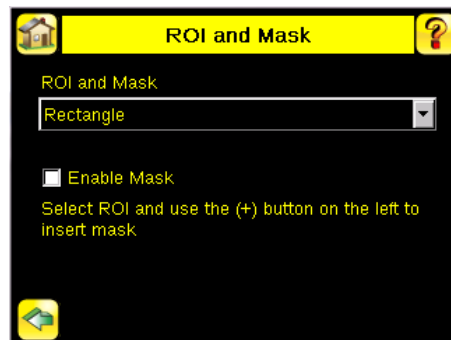 ROI and Mask
ROI and Mask
Rectangle
Enable Mask
Select ROI and use the (+) button on the left to
insert mask